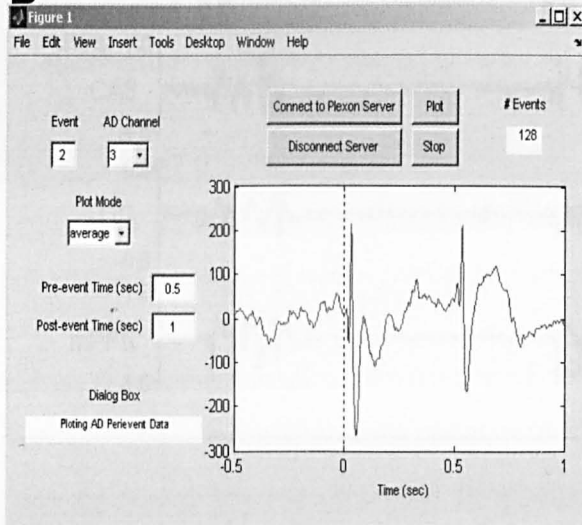 Figure 1
File Edit View Insert Tools Desktop Window Help
Connect to Plexon Server Plot # Events
Event AD Channel
128
2 3 Disconnect Server Stop
Plot Mode
average
Pre-event Time (sec) 0.5
Post-event Time (sec) 1
Dialog Box
Ploting AD Perievent Data
300
200
100
0
-100
-200
-300
-0.5 0 0.5 1
Time (sec)